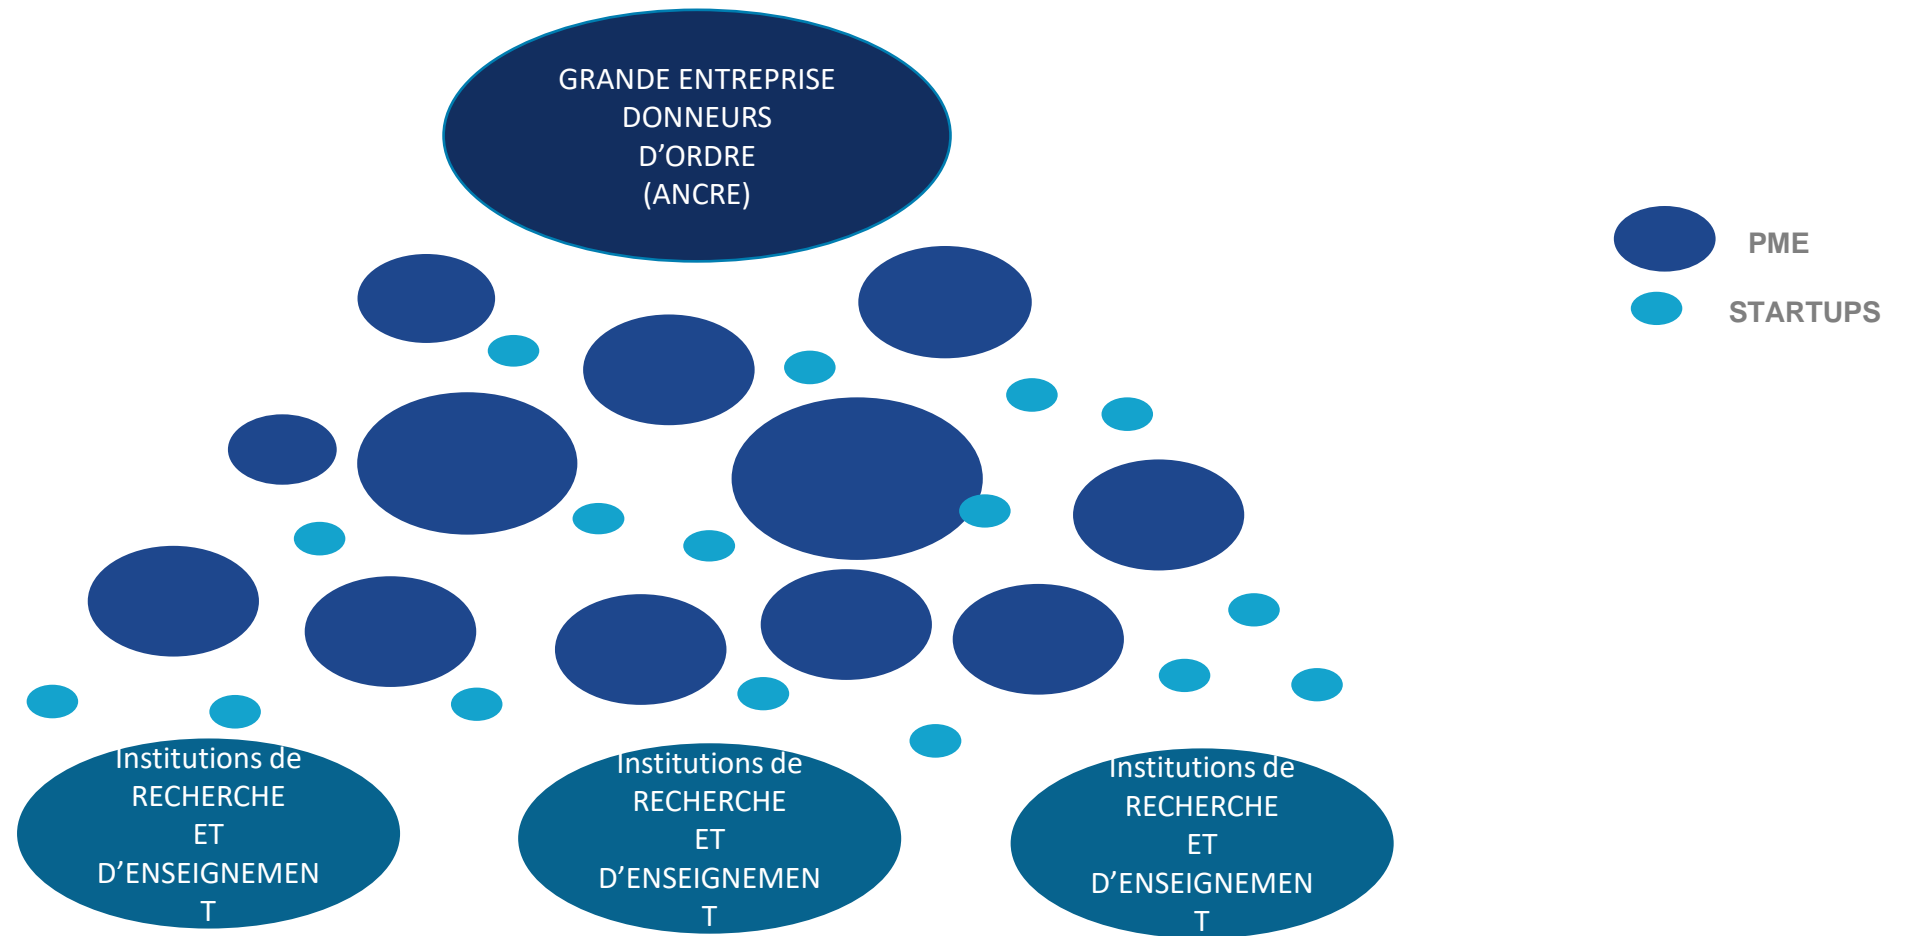 GRANDE ENTREPRISE
DONNEURS
D’ORDRE
(ANCRE)
PME
STARTUPS
Institutions de
RECHERCHE
ET
D’ENSEIGNEMEN
T
Institutions de
RECHERCHE
ET
D’ENSEIGNEMEN
T
Institutions de
RECHERCHE
ET
D’ENSEIGNEMEN
T